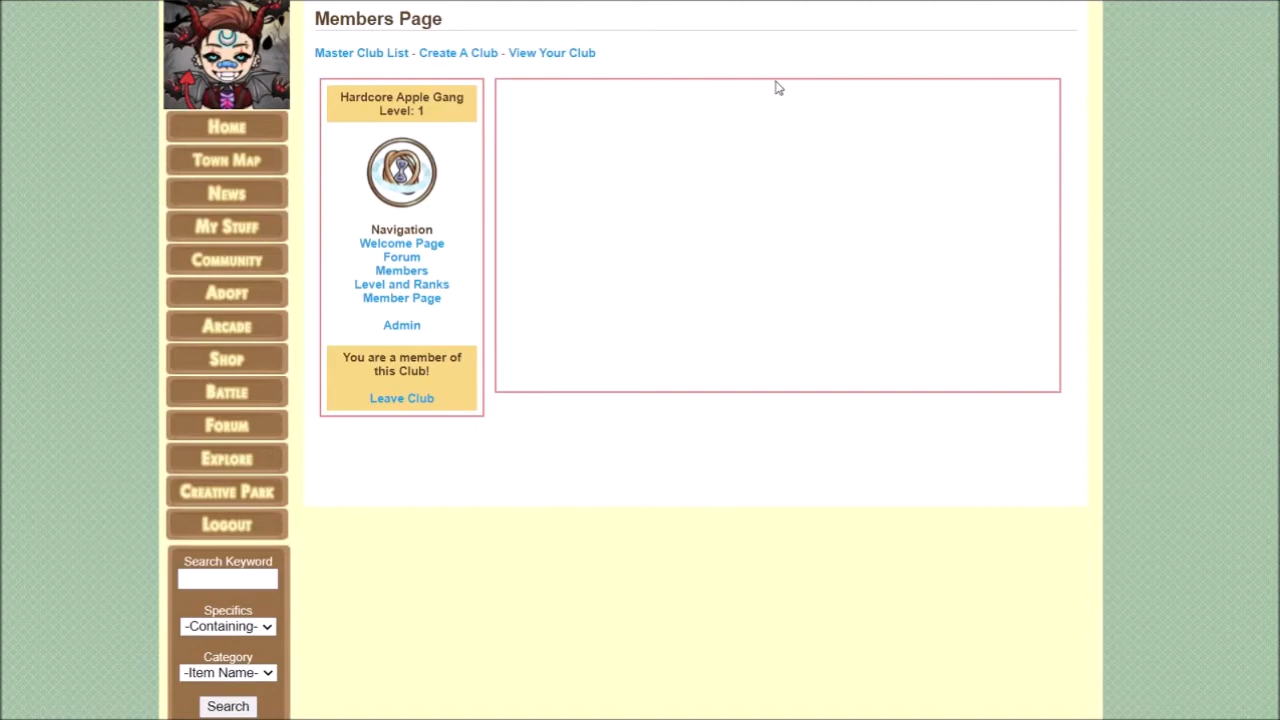 Members Page
Master Club List - Create A Club - View Your Club
Hardcore Apple Gang
Level: 1
Navigation
Welcome Page
Forum
Members
Level and Ranks
Member Page
Admin
You are a member of
this Club!
Leave Club
Home
Town Map
News
My Stuff
Community
Adopt
Arcade
Shop
Battle
Forum
Explore
Creative Park
Logout
Search Keyword
Specifics
-Containing-
Category
-Item Name-
Search